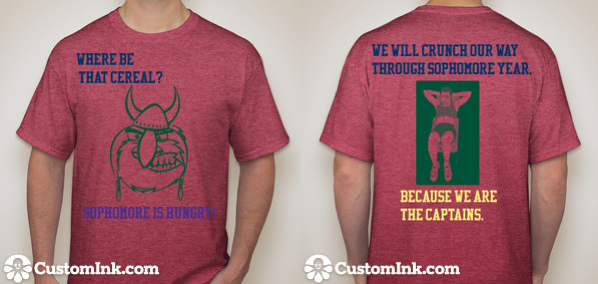 WHERE BE
THAT CEREAL?
SOPHOMORE IS HUNGRY!
CustomInk.com
WE WILL CRUNCH OUR WAY
THROUGH SOPHOMORE YEAR,
BECAUSE WE ARE
THE CAPTAINS.
CustomInk.com